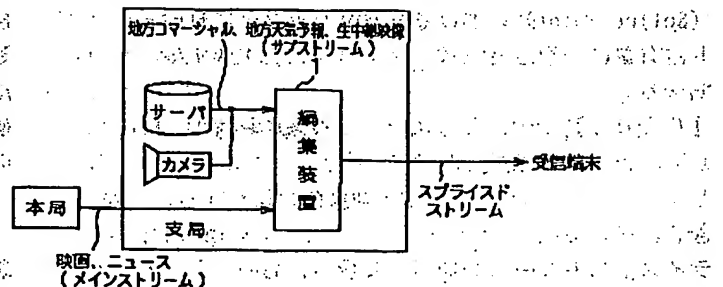 地方コマーシャル、地方天気予報、生中継映像
(サブストリーム)
1
サーバ
カメラ
編集装置
受信端末
スプライスド
ストリーム
本局
支局
映画、ニュース
(メインストリーム)